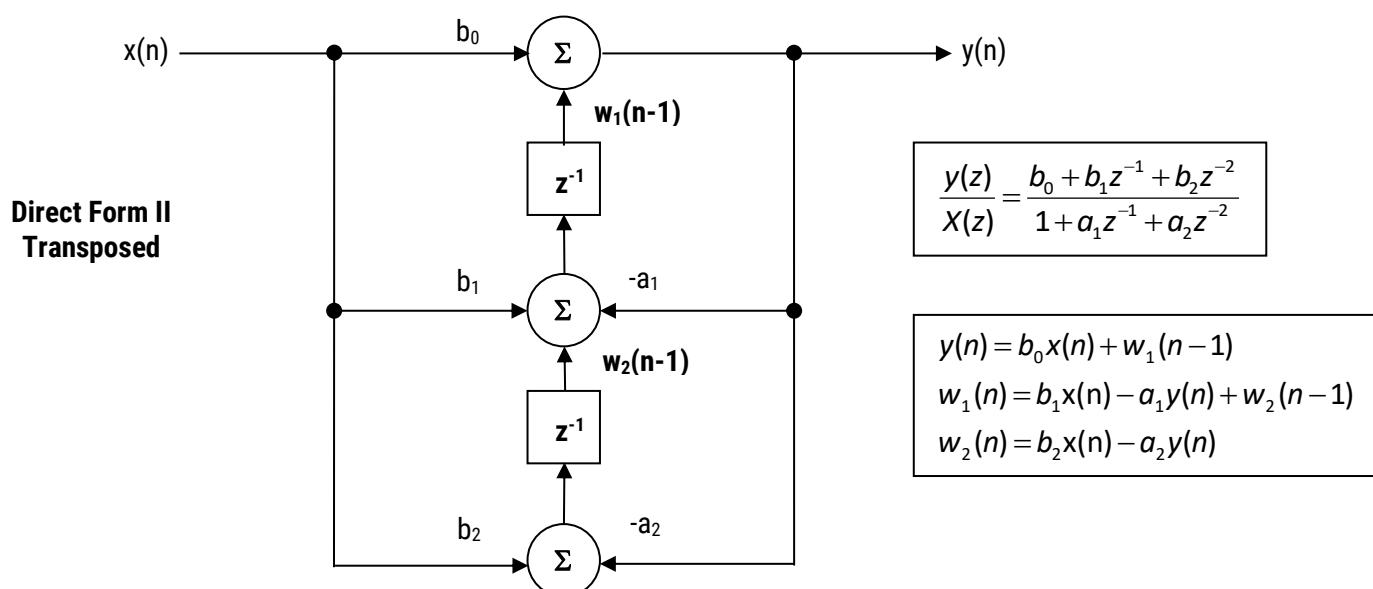 x(n) b₀ Σ y(n)
w₁(n-1)
z⁻¹
Direct Form II
Transposed
b₁ Σ -a₁
w₂(n-1)
z⁻¹
b₂ Σ -a₂
y(z)/X(z) = (b₀ + b₁z⁻¹ + b₂z⁻²)/(1 + a₁z⁻¹ + a₂z⁻²)
y(n) = b₀x(n) + w₁(n−1)
w₁(n) = b₁x(n) − a₁y(n) + w₂(n−1)
w₂(n) = b₂x(n) − a₂y(n)